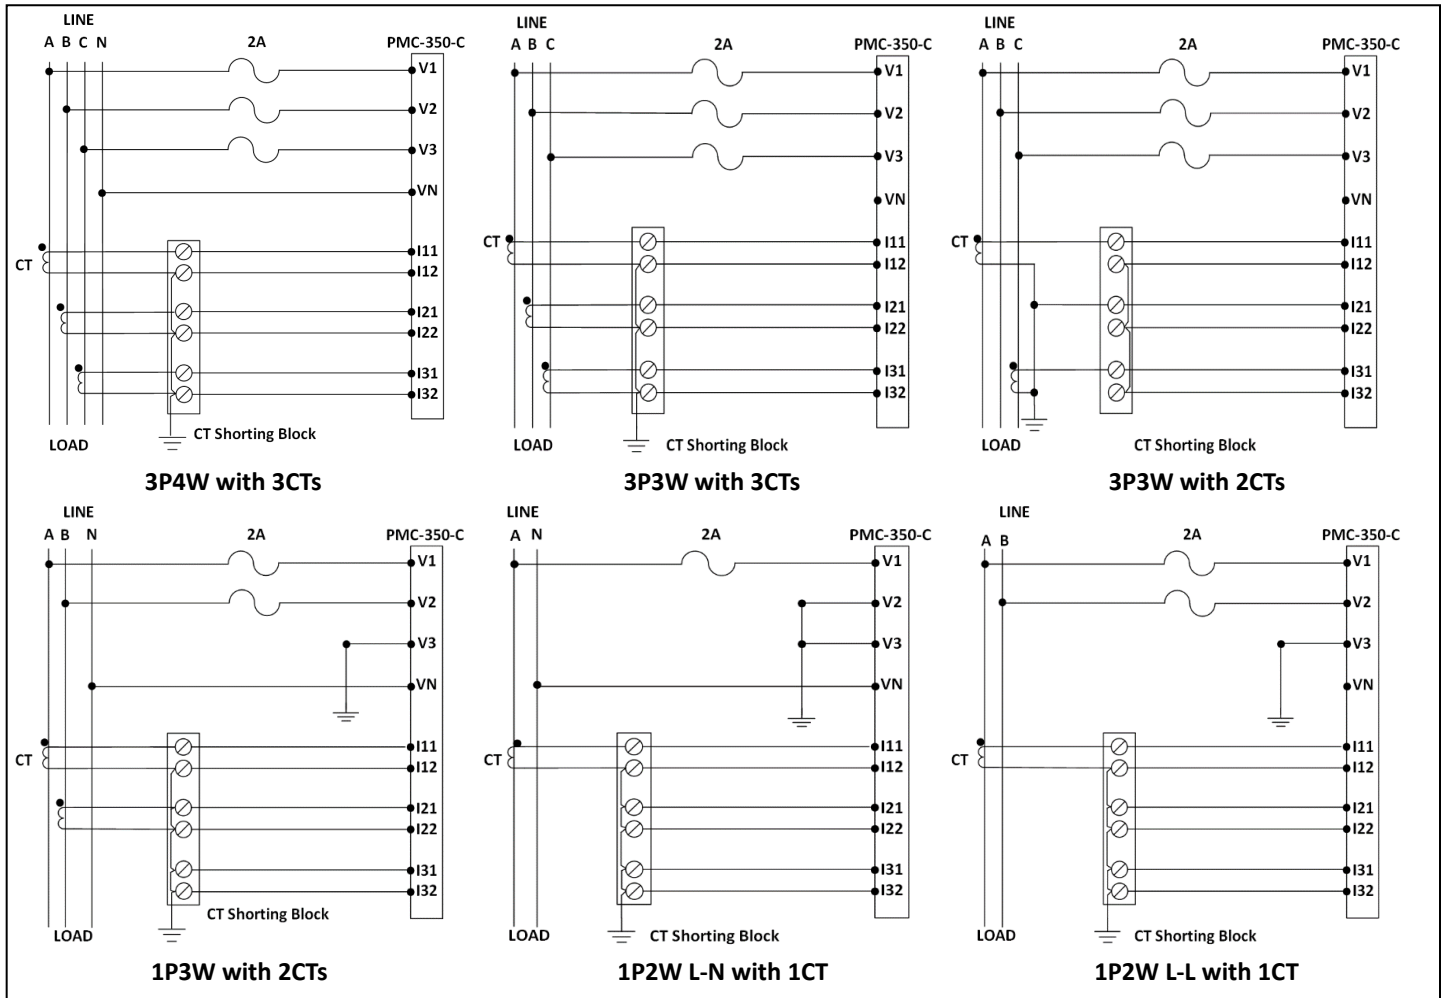 LINE
A B C N 2A PMC-350-C
V1
V2
V3
VN
I11
CT
I12
I21
I22
I31
I32
CT Shorting Block
LOAD
3P4W with 3CTs
LINE
A B C 2A PMC-350-C
V1
V2
V3
VN
CT I11
I12
I21
I22
I31
I32
LOAD CT Shorting Block
3P3W with 3CTs
LINE
A B C 2A PMC-350-C
V1
V2
V3
VN
CT I11
I12
I21
I22
I31
I32
LOAD CT Shorting Block
3P3W with 2CTs
LINE
A B N 2A PMC-350-C
V1
V2
V3
VN
I11
CT I12
I21
I22
I31
I32
CT Shorting Block
LOAD
1P3W with 2CTs
LINE
A N 2A PMC-350-C
V1
V2
V3
VN
I11
CT I12
I21
I22
I31
I32
LOAD CT Shorting Block
1P2W L-N with 1CT
LINE
A B 2A PMC-350-C
V1
V2
V3
VN
I11
CT I12
I21
I22
I31
I32
LOAD CT Shorting Block
1P2W L-L with 1CT